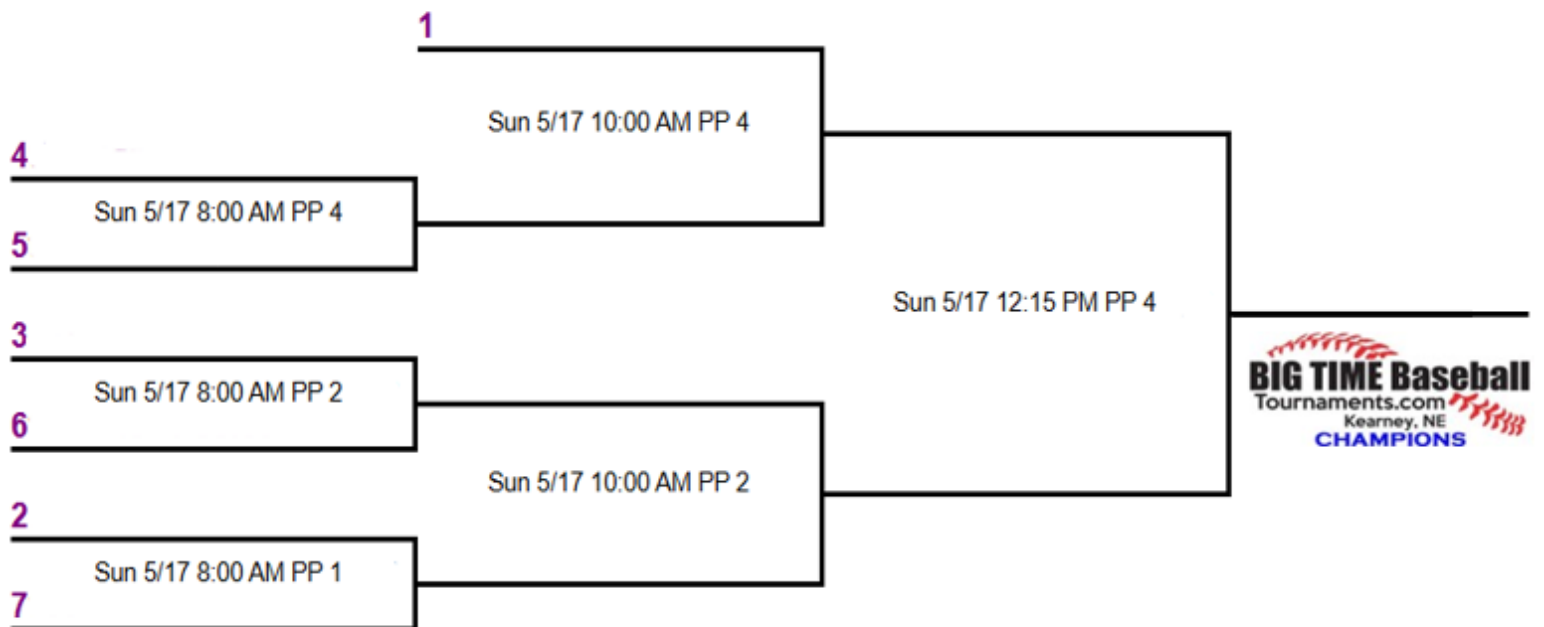 1
Sun 5/17 10:00 AM PP 4
4
Sun 5/17 8:00 AM PP 4
5
Sun 5/17 12:15 PM PP 4
3
Sun 5/17 8:00 AM PP 2
6
BIG TIME Baseball
Tournaments.com
Kearney, NE
CHAMPIONS
Sun 5/17 10:00 AM PP 2
2
Sun 5/17 8:00 AM PP 1
7